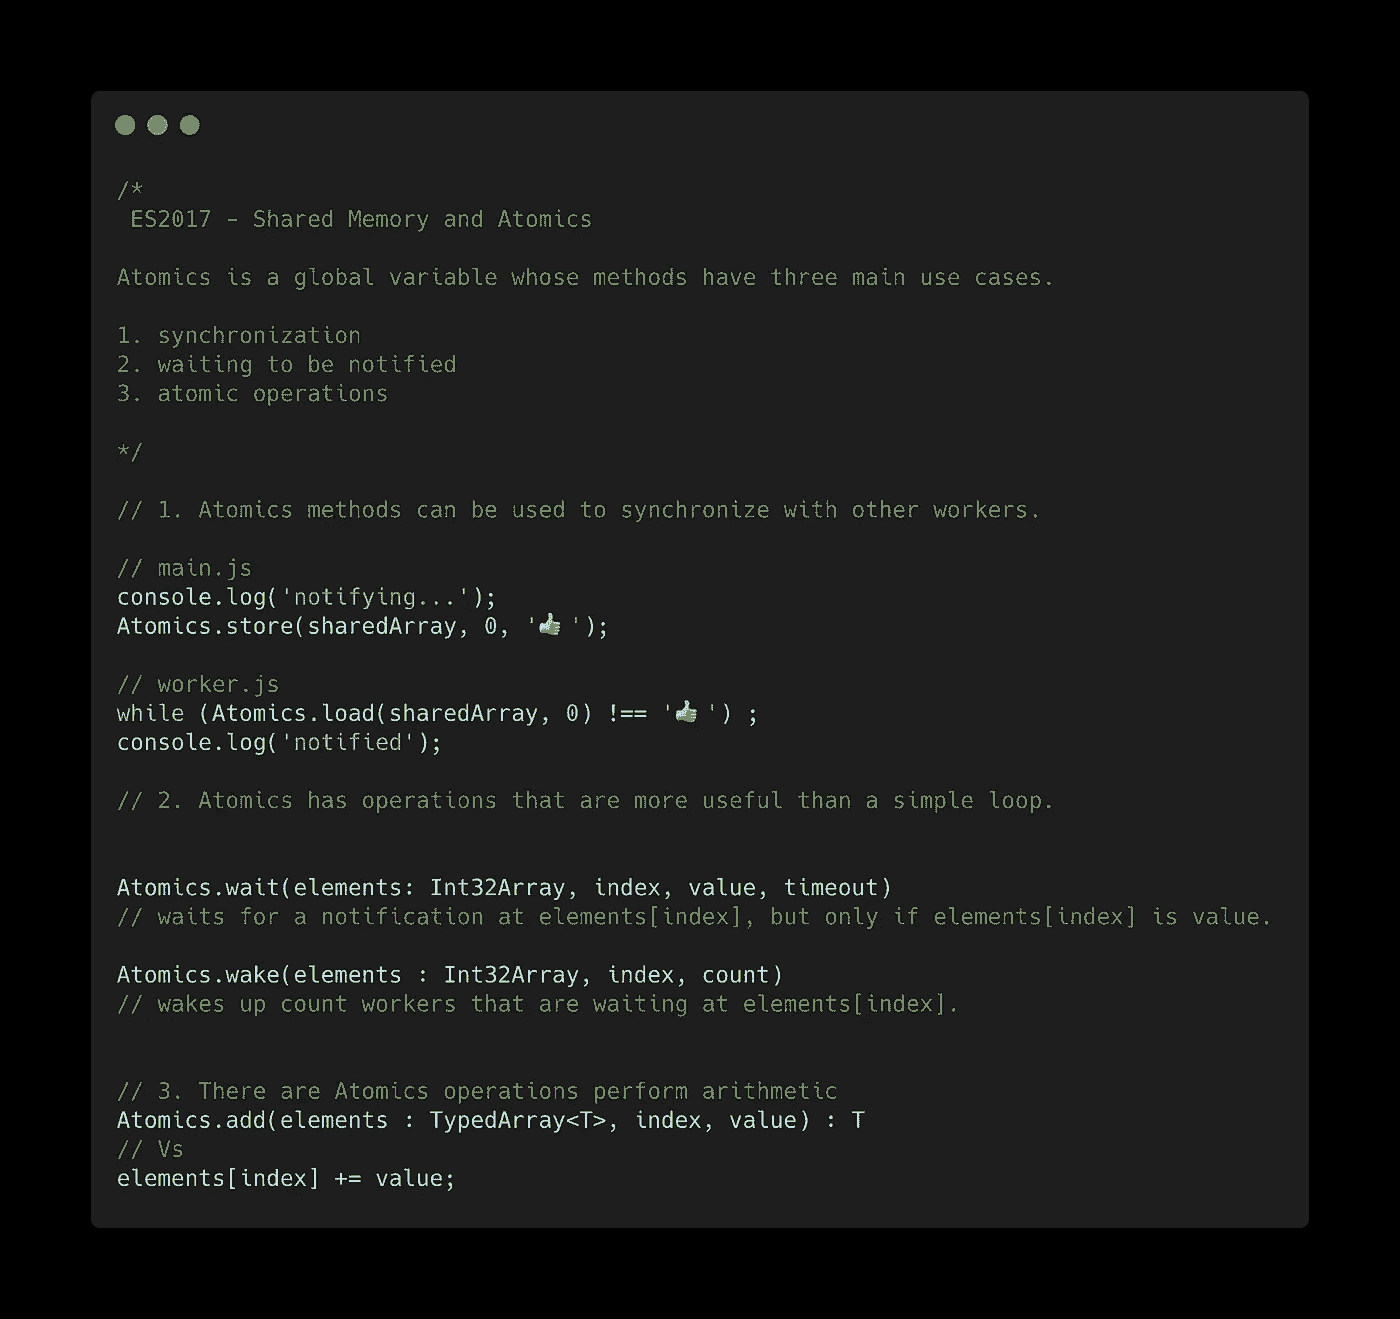 /*
 ES2017 - Shared Memory and Atomics
Atomics is a global variable whose methods have three main use cases.
1. synchronization
2. waiting to be notified
3. atomic operations
*/
// 1. Atomics methods can be used to synchronize with other workers.
// main.js
console.log('notifying...');
Atomics.store(sharedArray, 0, '👍');
// worker.js
while (Atomics.load(sharedArray, 0) !== '👍') ;
console.log('notified');
// 2. Atomics has operations that are more useful than a simple loop.
Atomics.wait(elements: Int32Array, index, value, timeout)
// waits for a notification at elements[index], but only if elements[index] is value.
Atomics.wake(elements : Int32Array, index, count)
// wakes up count workers that are waiting at elements[index].
// 3. There are Atomics operations perform arithmetic
Atomics.add(elements : TypedArray<T>, index, value) : T
// Vs
elements[index] += value;